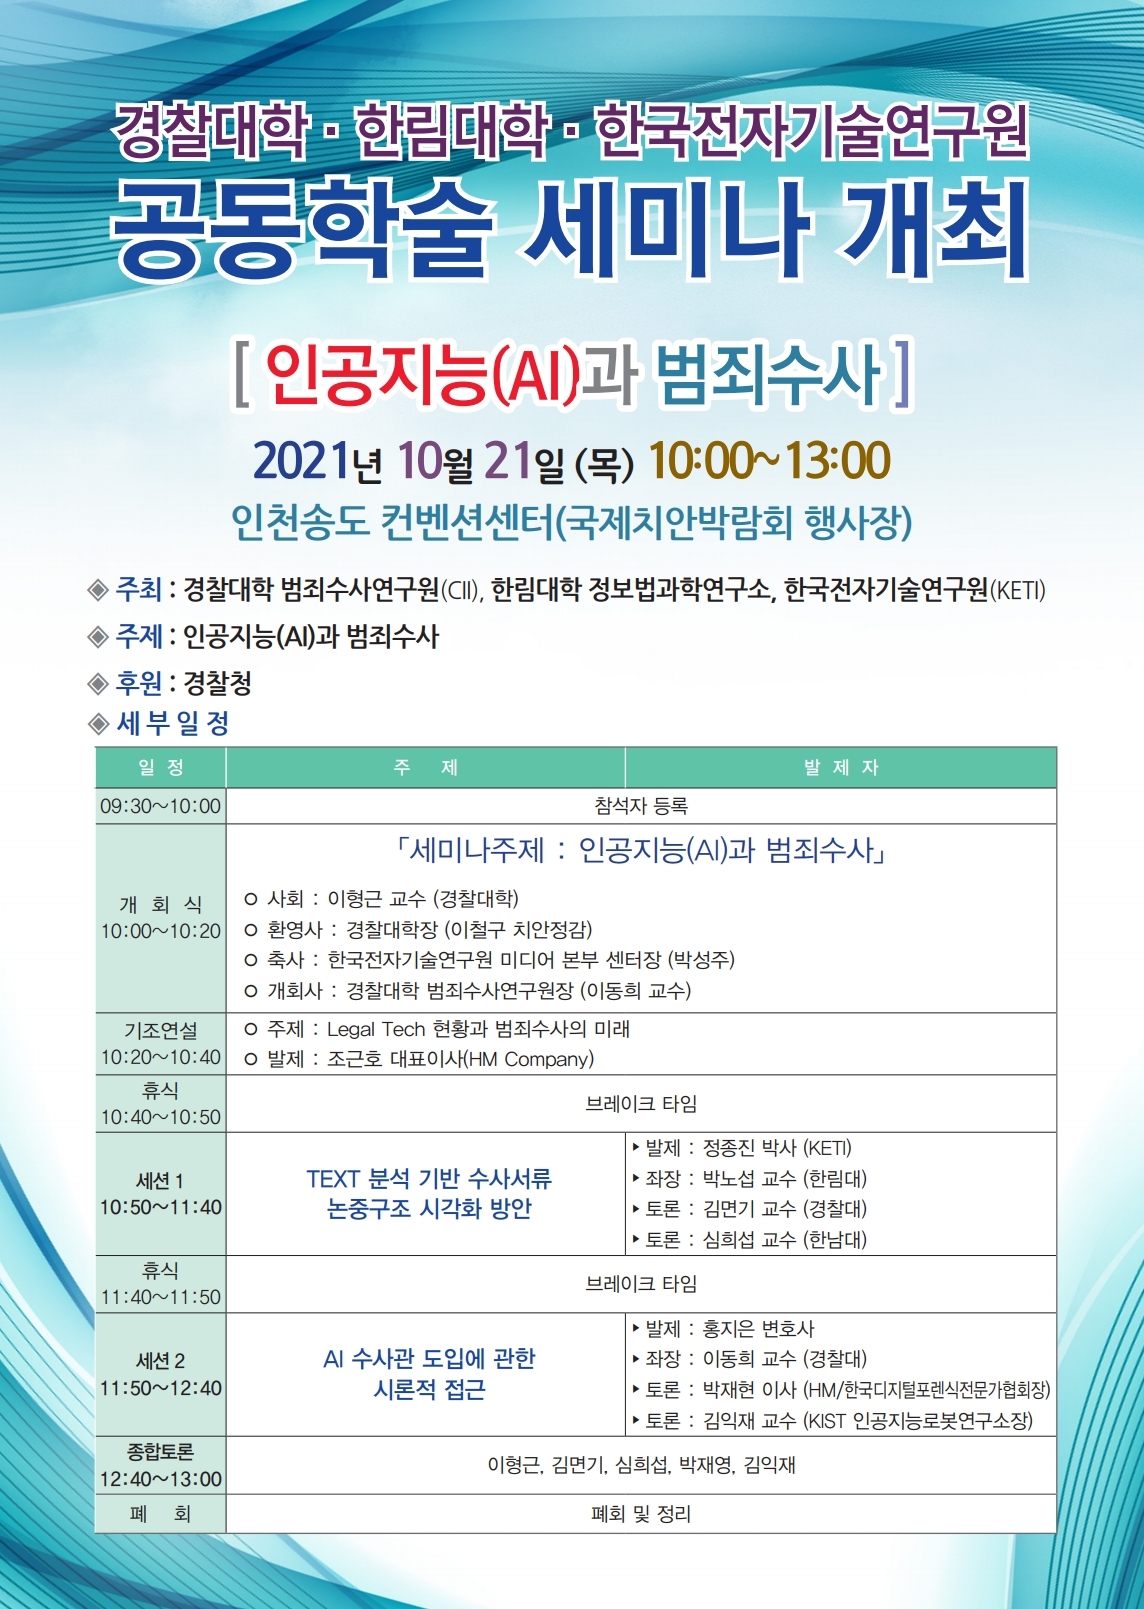 경찰대학 · 한림대학 · 한국전자기술연구원
공동학술 세미나 개최
[ 인공지능(AI)과 범죄수사 ]
2021년 10월 21일 (목) 10:00~13:00
인천송도 컨벤션센터(국제치안박람회 행사장)
◈ 주최 : 경찰대학 범죄수사연구원(CII), 한림대학 정보법과학연구소, 한국전자기술연구원(KETI)
◈ 주제 : 인공지능(AI)과 범죄수사
◈ 후원 : 경찰청
◈ 세 부 일 정
일 정 주 제 발 제 자
09:30~10:00 참석자 등록
개 회 식
10:00~10:20
「세미나주제 : 인공지능(AI)과 범죄수사」
ㅇ 사회 : 이형근 교수 (경찰대학)
ㅇ 환영사 : 경찰대학장 (이철구 치안정감)
ㅇ 축사 : 한국전자기술연구원 미디어 본부 센터장 (박성주)
ㅇ 개회사 : 경찰대학 범죄수사연구원장 (이동희 교수)
기조연설
10:20~10:40
ㅇ 주제 : Legal Tech 현황과 범죄수사의 미래
ㅇ 발제 : 조근호 대표이사(HM Company)
휴식
10:40~10:50
브레이크 타임
세션 1
10:50~11:40
TEXT 분석 기반 수사서류
논중구조 시각화 방안
▸발제 : 정종진 박사 (KETI)
▸좌장 : 박노섭 교수 (한림대)
▸토론 : 김면기 교수 (경찰대)
▸토론 : 심희섭 교수 (한남대)
휴식
11:40~11:50
브레이크 타임
세션 2
11:50~12:40
AI 수사관 도입에 관한
시론적 접근
▸발제 : 홍지은 변호사
▸좌장 : 이동희 교수 (경찰대)
▸토론 : 박재현 이사 (HM/한국디지털포렌식전문가협회장)
▸토론 : 김익재 교수 (KIST 인공지능로봇연구소장)
종합토론
12:40~13:00
이형근, 김면기, 심희섭, 박재영, 김익재
폐 회 폐회 및 정리